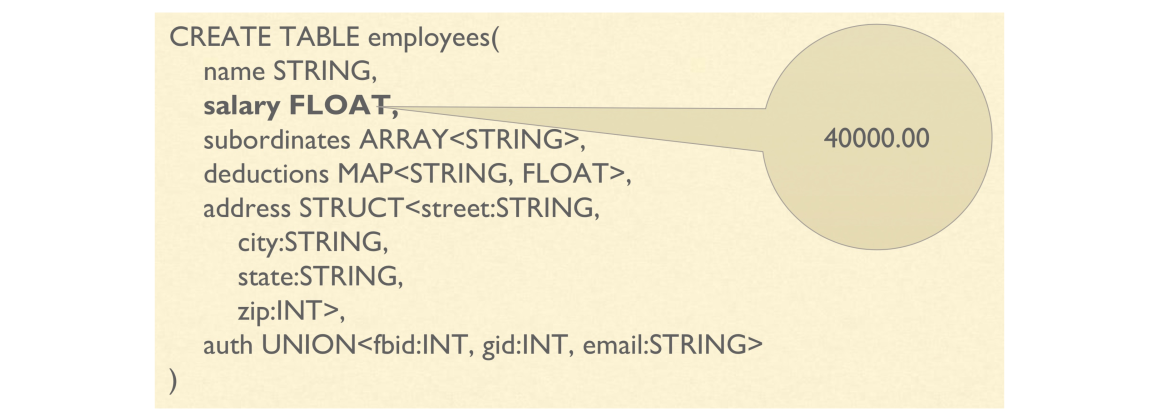 CREATE TABLE employees(
name STRING,
salary FLOAT,
subordinates ARRAY<STRING>,
deductions MAP<STRING, FLOAT>,
address STRUCT<street:STRING,
city:STRING,
state:STRING,
zip:INT>,
auth UNION<fbid:INT, gid:INT, email:STRING>
)
40000.00